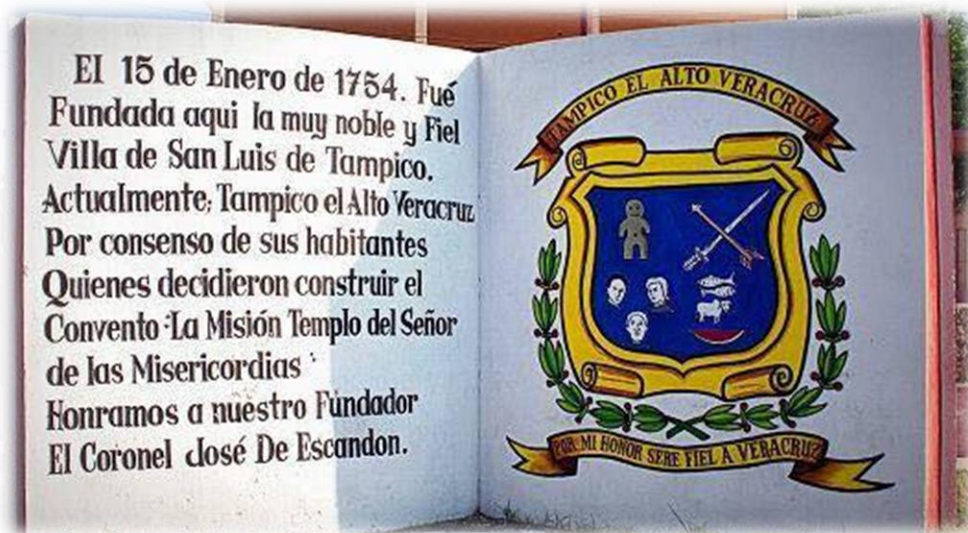 El 15 de Enero de 1754. Fué
Fundada aqui la muy noble y Fiel
Villa de San Luis de Tampico.
Actualmente; Tampico el Alto Veracruz
Por consenso de sus habitantes
Quienes decidieron construir el
Convento "La Misión Templo del Señor
de las Misericordias"
Honramos a nuestro Fundador
El Coronel José De Escandon.
TAMPICO EL ALTO VERACRUZ.
POR MI HONOR SERE FIEL A VERACRUZ